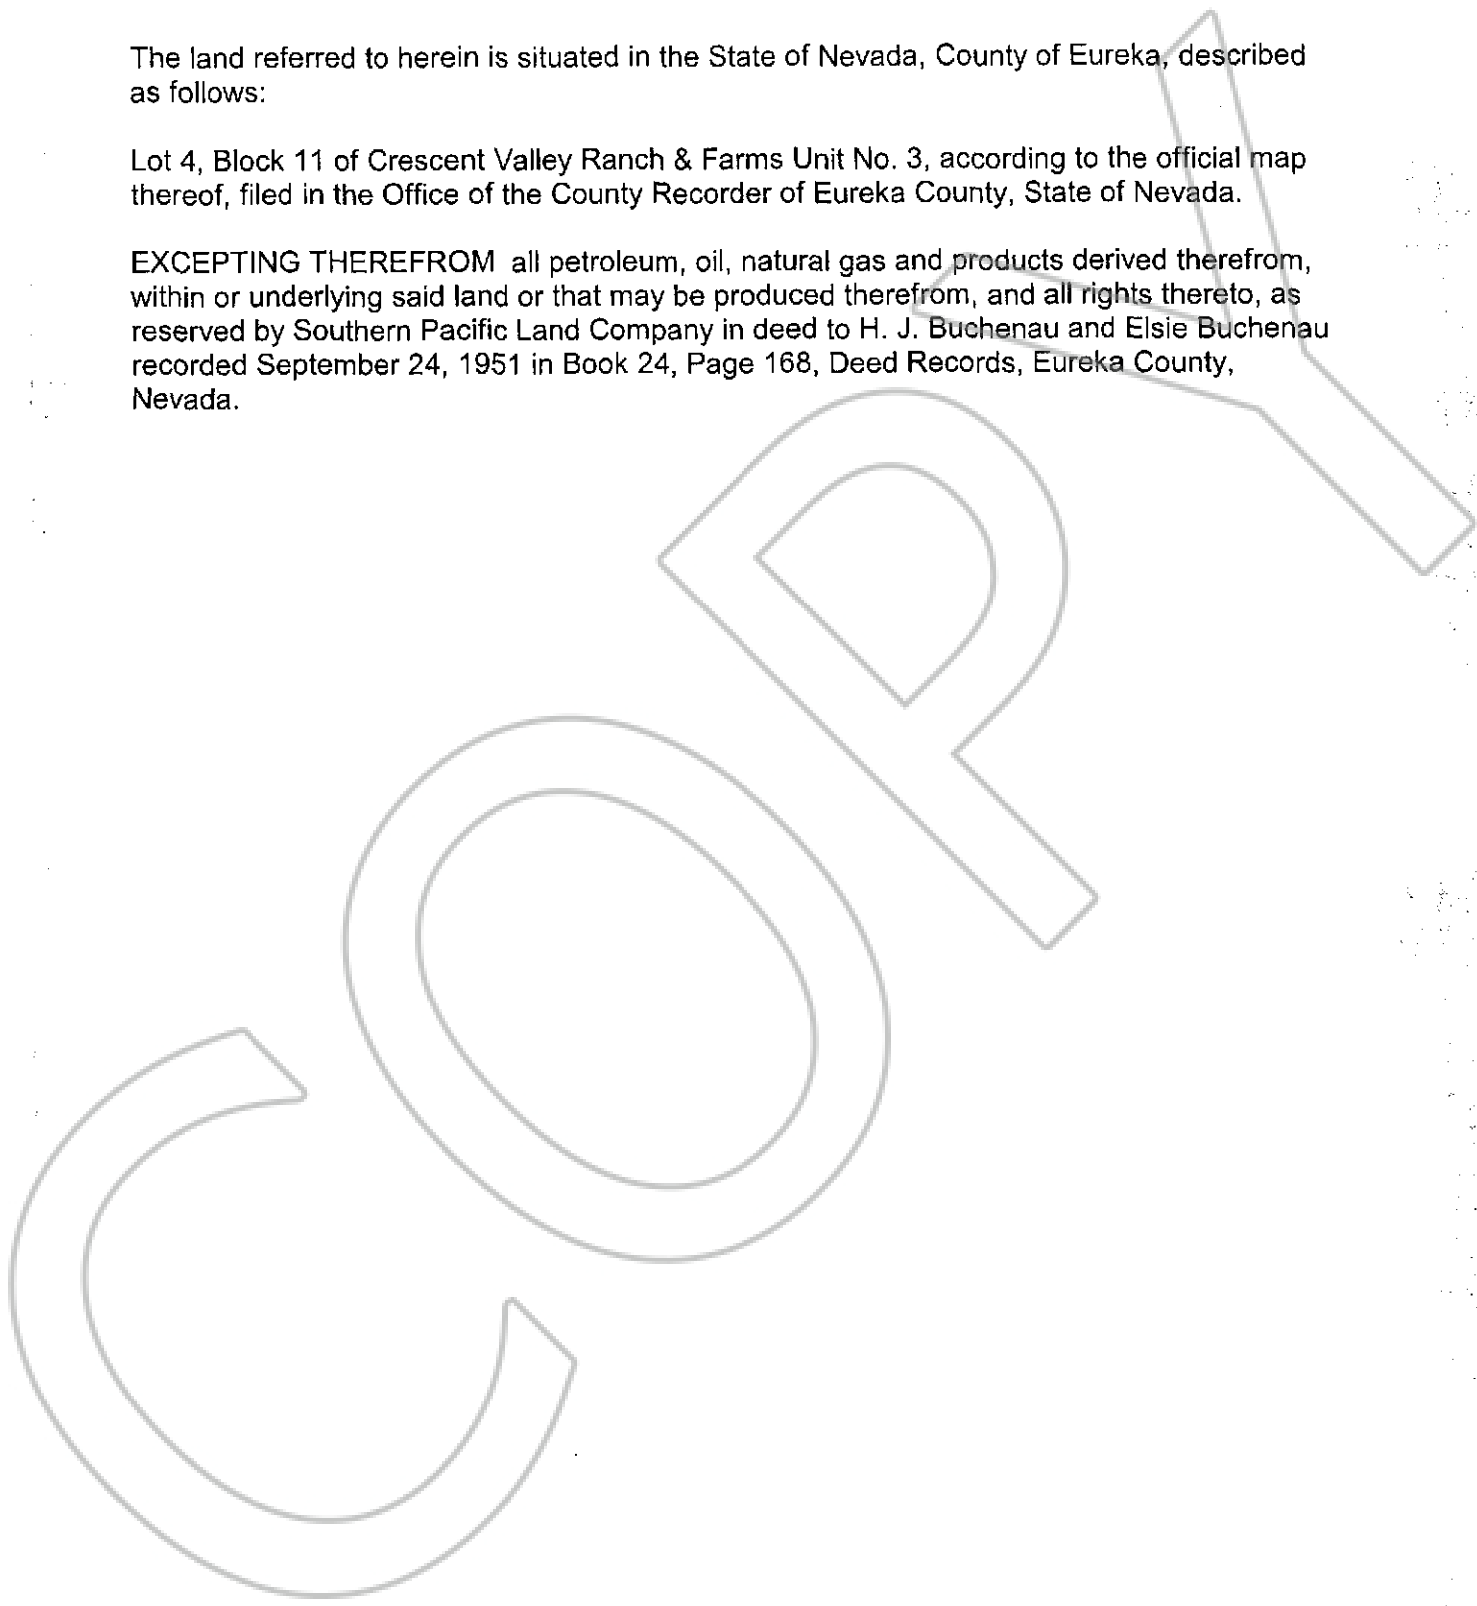 The land referred to herein is situated in the State of Nevada, County of Eureka, described
as follows:
Lot 4, Block 11 of Crescent Valley Ranch & Farms Unit No. 3, according to the official map
thereof, filed in the Office of the County Recorder of Eureka County, State of Nevada.
EXCEPTING THEREFROM all petroleum, oil, natural gas and products derived therefrom,
within or underlying said land or that may be produced therefrom, and all rights thereto, as
reserved by Southern Pacific Land Company in deed to H. J. Buchenau and Elsie Buchenau
recorded September 24, 1951 in Book 24, Page 168, Deed Records, Eureka County,
Nevada.
COPY